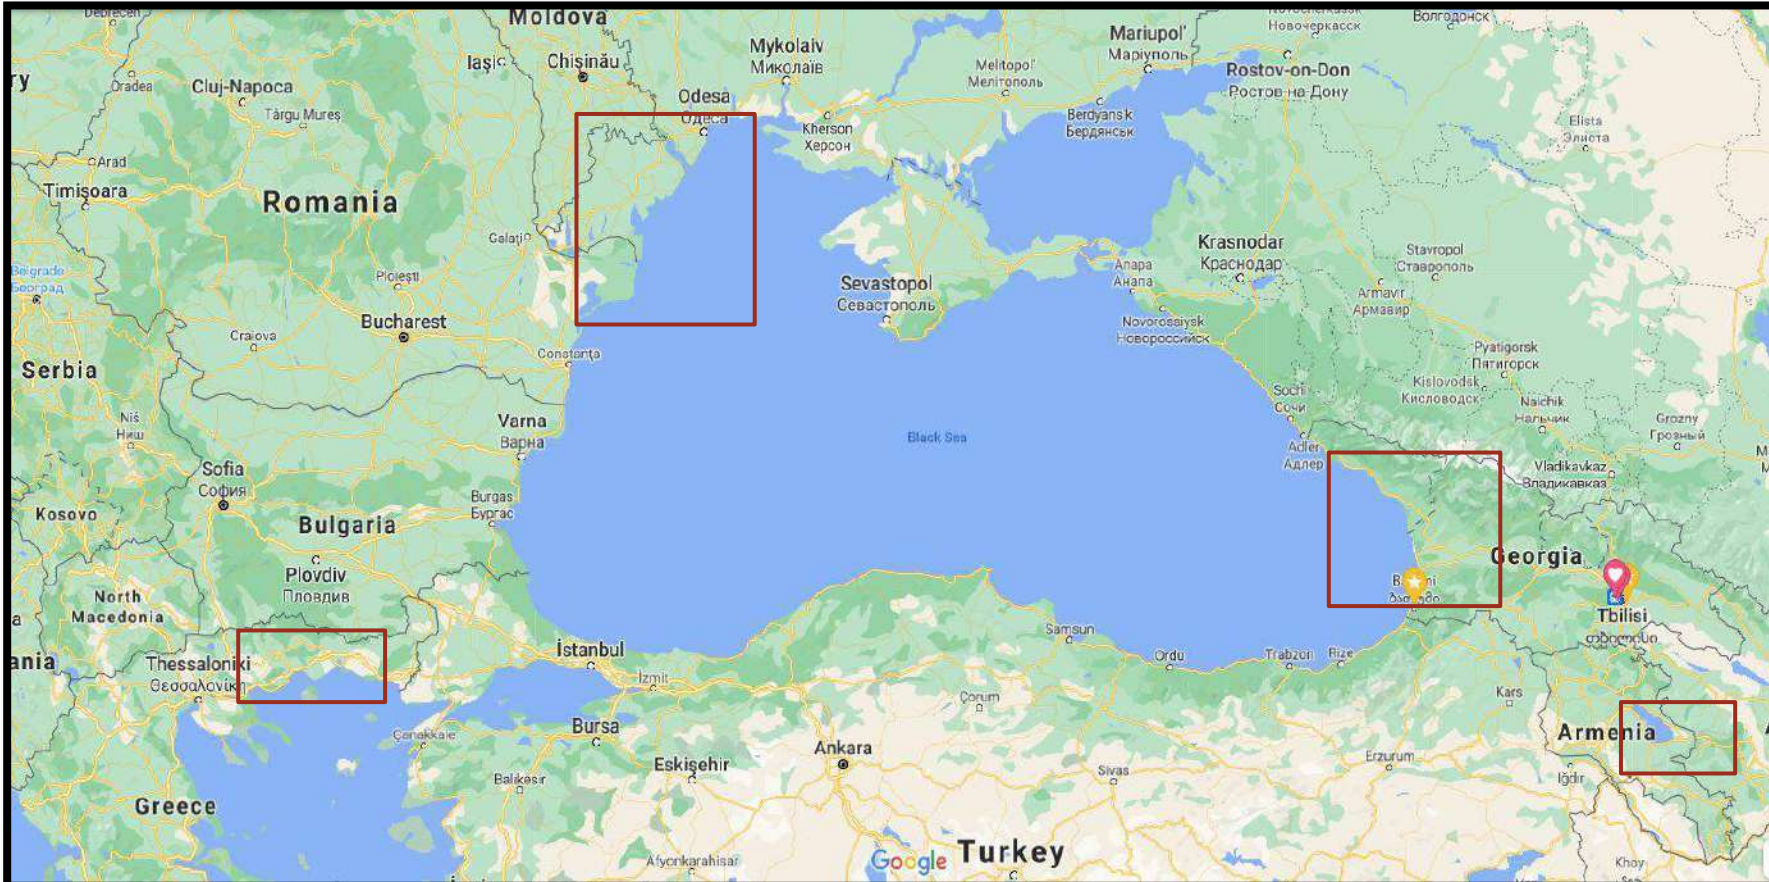 Debrecen
Moldova
Novocherkassk
Новочеркасск
Волгодонск
ry
Oradea
Cluj-Napoca
Târgu Mureș
Iași
Chișinău
Mykolaiv
Миколаїв
Melitopol'
Мелітополь
Mariupol'
Маріуполь
Rostov-on-Don
Ростов-на-Дону
Odesa
Одеса
Kherson
Херсон
Berdyans'k
Бердянськ
Elista
Элиста
Arad
Timișoara
Romania
Galați
Ploiești
Belgrade
Београд
Sevastopol
Севастополь
Krasnodar
Краснодар
Anapa
Анапа
Stavropol
Ставрополь
Armavir
Армавир
Craiova
Bucharest
Constanța
Novorossiysk
Новороссийск
Serbia
Pyatigorsk
Пятигорск
Kislovodsk
Кисловодск
Sochi
Сочи
Nalchik
Нальчик
Grozny
Грозный
Niš
Ниш
Varna
Варна
Black Sea
Adler
Адлер
Vladikavkaz
Владикавказ
Sofia
София
Kosovo
Burgas
Бургас
Bulgaria
Georgia
Plovdiv
Пловдив
North
Macedonia
Tbilisi
თბილისი
ania
Thessaloniki
Θεσσαλονίκη
İstanbul
İzmit
Samsun
Ordu
Trabzon
Rize
Çorum
Kars
Armenia
Bursa
Çanakkale
Ankara
Eskişehir
Balıkesir
Sivas
Erzurum
Iğdır
Greece
Afyonkarahisar
Google
Turkey
Khoy